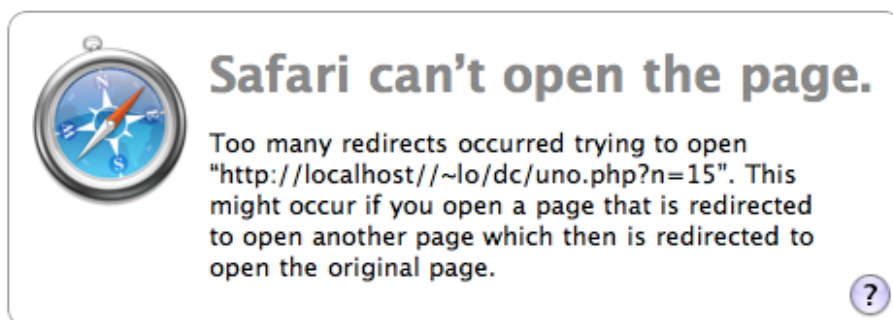 Safari can’t open the page.
Too many redirects occurred trying to open
“http://localhost//~lo/dc/uno.php?n=15”. This
might occur if you open a page that is redirected
to open another page which then is redirected to
open the original page.
?
N
E
S
W